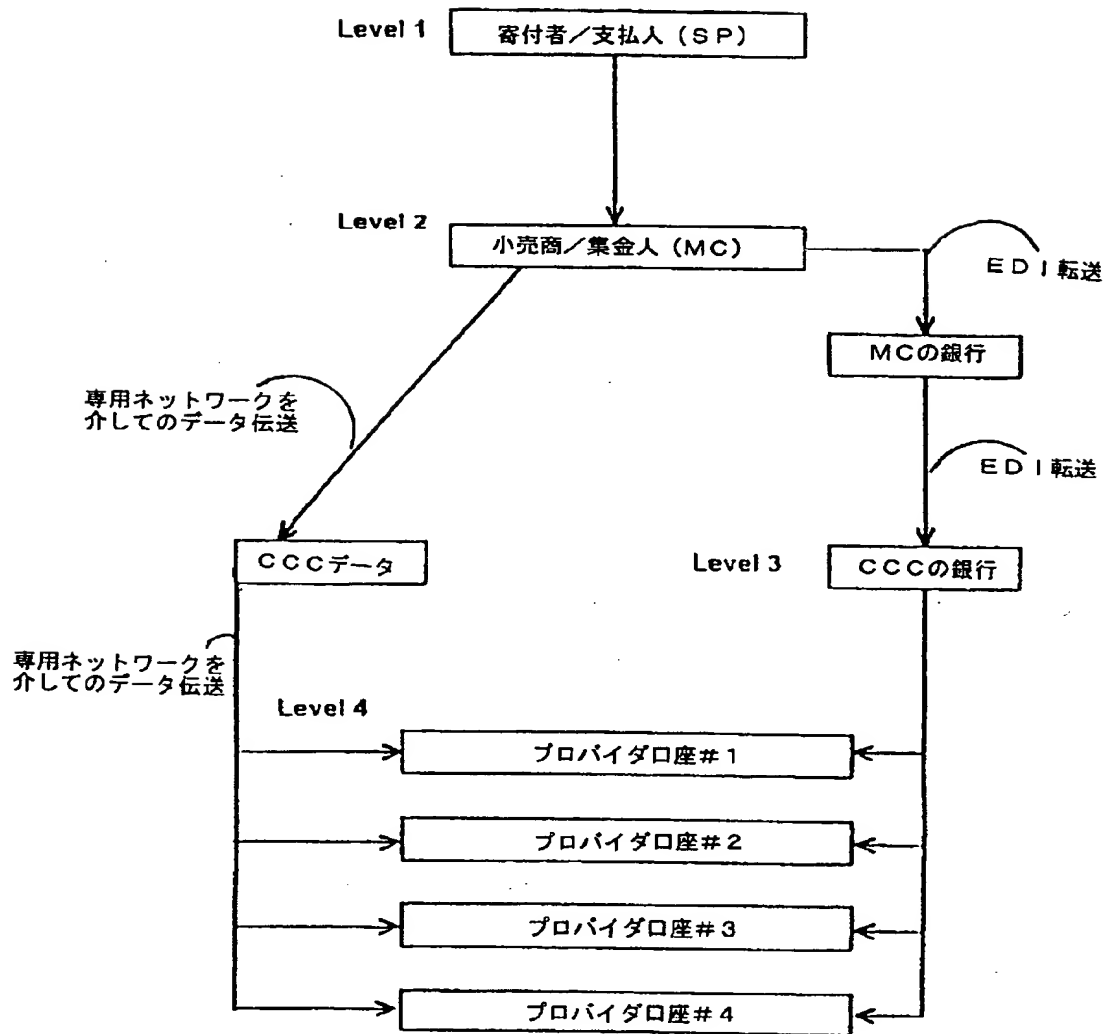 Level 1
寄付者／支払人（ＳＰ）
Level 2
小売商／集金人（ＭＣ）
ＥＤＩ転送
ＭＣの銀行
専用ネットワークを
介してのデータ伝送
ＥＤＩ転送
ＣＣＣデータ
Level 3
ＣＣＣの銀行
専用ネットワークを
介してのデータ伝送
Level 4
プロバイダ口座＃１
プロバイダ口座＃２
プロバイダ口座＃３
プロバイダ口座＃４